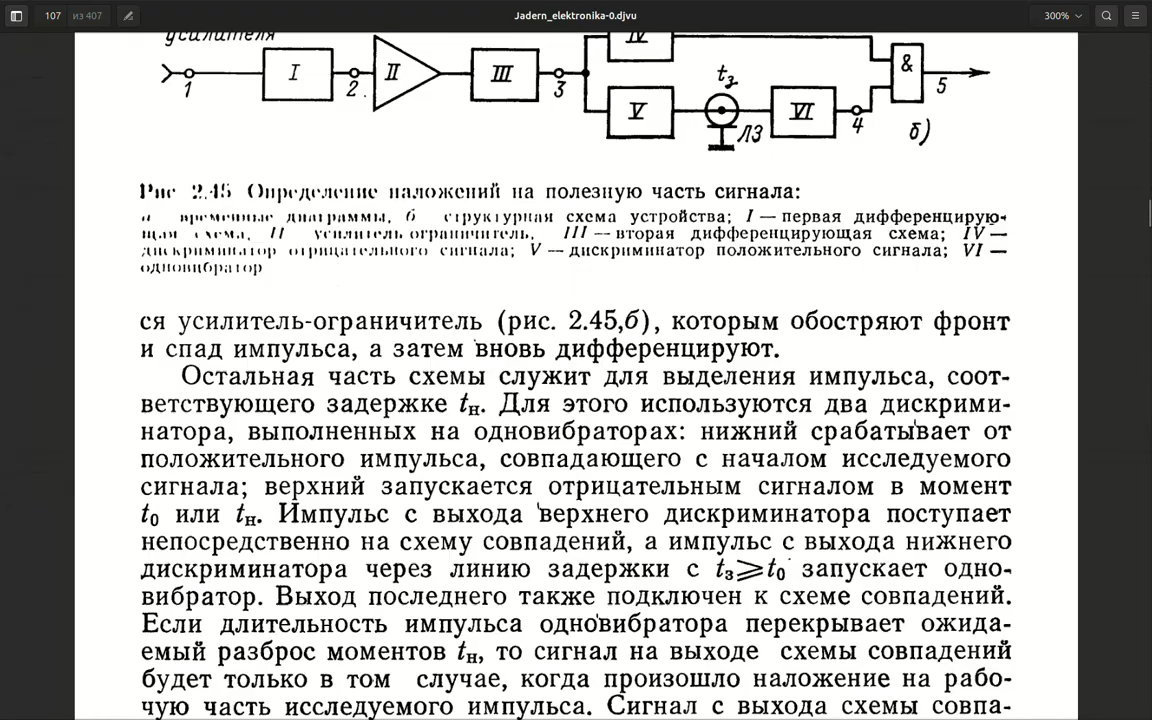 107 из 407
Jadern_elektronika-0.djvu
300%
усилителя
IV
I
II
III
&
1
2
3
5
tз
V
ЛЗ
VI
4
б)
Рис 2.45 Определение наложений на полезную часть сигнала:
а временные диаграммы, б структурная схема устройства; I — первая дифференцирую-
щая схема, II усилитель ограничитель, III — вторая дифференцирующая схема; IV —
дискриминатор отрицательного сигнала; V — дискриминатор положительного сигнала; VI —
одновибратор
ся усилитель-ограничитель (рис. 2.45,б), которым обостряют фронт
и спад импульса, а затем вновь дифференцируют.
Остальная часть схемы служит для выделения импульса, соот-
ветствующего задержке tн. Для этого используются два дискрими-
натора, выполненных на одновибраторах: нижний срабатывает от
положительного импульса, совпадающего с началом исследуемого
сигнала; верхний запускается отрицательным сигналом в момент
t0 или tн. Импульс с выхода верхнего дискриминатора поступает
непосредственно на схему совпадений, а импульс с выхода нижнего
дискриминатора через линию задержки с tз⩾t0 запускает одно-
вибратор. Выход последнего также подключен к схеме совпадений.
Если длительность импульса одновибратора перекрывает ожида-
емый разброс моментов tн, то сигнал на выходе схемы совпадений
будет только в том случае, когда произошло наложение на рабо-
чую часть исследуемого импульса. Сигнал с выхода схемы совпа-